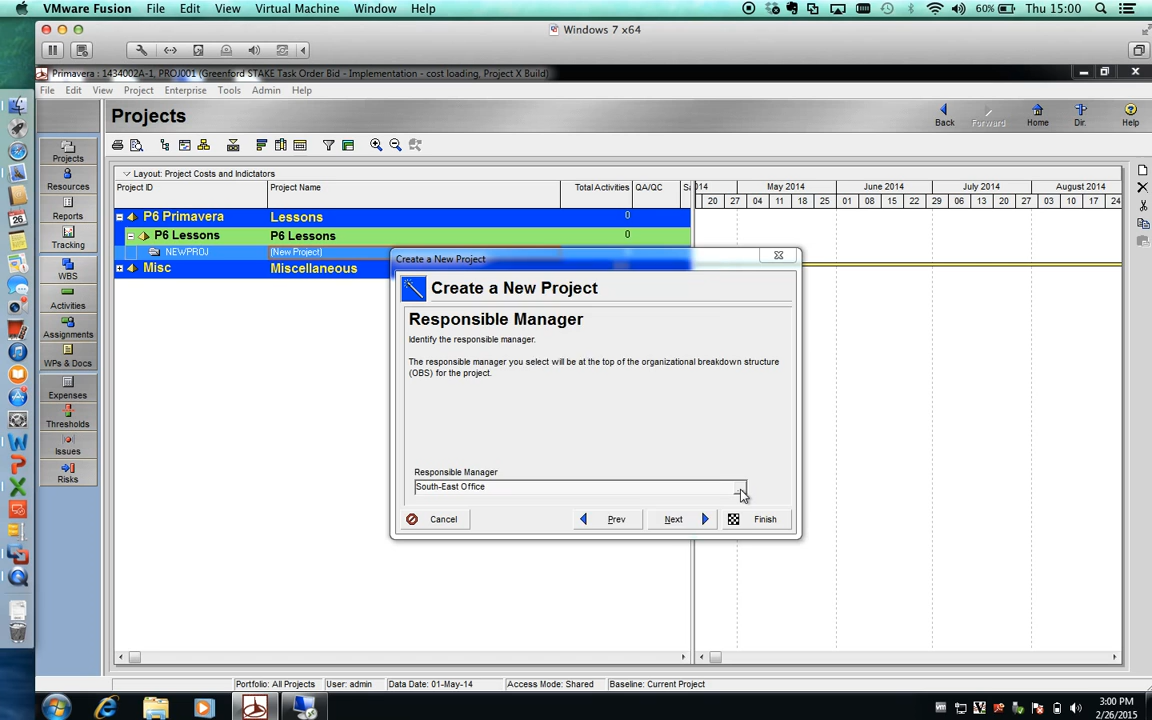 VMware Fusion File Edit View Virtual Machine Window Help 60% Thu 15:00
Windows 7 x64
Primavera : 1434002A-1, PROJ001 (Greenford STAKE Task Order Bid - Implementation - cost loading, Project X Build)
File Edit View Project Enterprise Tools Admin Help
Projects
Back Forward Home Dir. Help
Projects
Resources
Reports
Tracking
WBS
Activities
Assignments
WPs & Docs
Expenses
Thresholds
Issues
Risks
Layout: Project Costs and Indictators
Project ID Project Name Total Activities QA/QC
014 May 2014 June 2014 July 2014 August 2014
20 27 04 11 18 25 01 08 15 22 29 06 13 20 27 03 10 17 24
P6 Primavera Lessons 0
P6 Lessons P6 Lessons 0
NEWPROJ (New Project)
Misc Miscellaneous
Create a New Project
Create a New Project
Responsible Manager
Identify the responsible manager.
The responsible manager you select will be at the top of the organizational breakdown structure
(OBS) for the project.
Responsible Manager
South-East Office
Cancel Prev Next Finish
Portfolio: All Projects User: admin Data Date: 01-May-14 Access Mode: Shared Baseline: Current Project
3:00 PM
2/26/2015